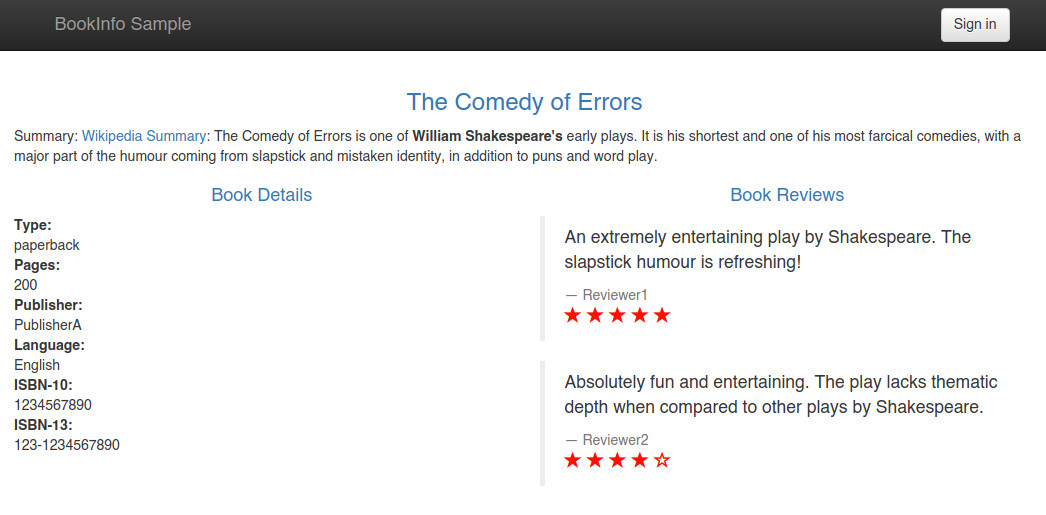 BookInfo Sample
Sign in
The Comedy of Errors
Summary: Wikipedia Summary: The Comedy of Errors is one of William Shakespeare's early plays. It is his shortest and one of his most farcical comedies, with a
major part of the humour coming from slapstick and mistaken identity, in addition to puns and word play.
Book Details
Type:
paperback
Pages:
200
Publisher:
PublisherA
Language:
English
ISBN-10:
1234567890
ISBN-13:
123-1234567890
Book Reviews
An extremely entertaining play by Shakespeare. The
slapstick humour is refreshing!
— Reviewer1
★★★★★
Absolutely fun and entertaining. The play lacks thematic
depth when compared to other plays by Shakespeare.
— Reviewer2
★★★★☆